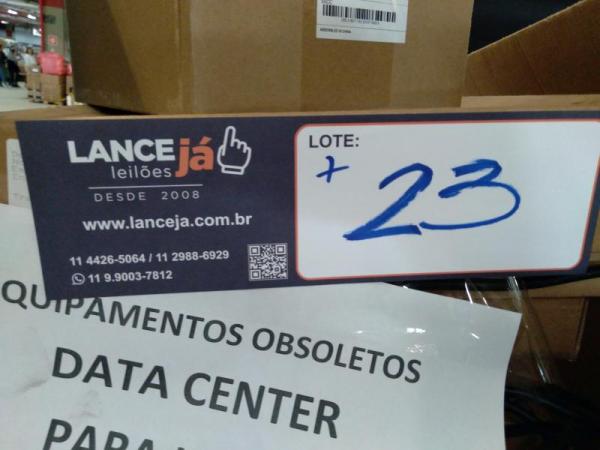 LANCE já
leilões
DESDE 2008
www.lanceja.com.br
11 4426-5064 / 11 2988-6929
11 9.9003-7812
LOTE:
+ 23
QUIPAMENTOS OBSOLETOS
DATA CENTER
PARA